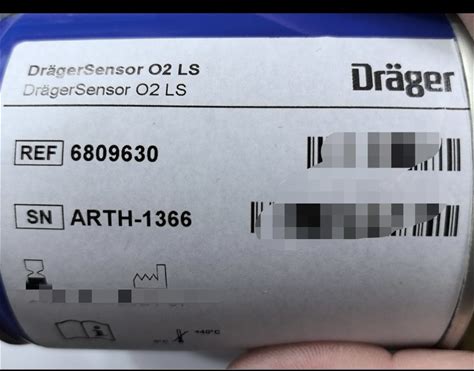 DrägerSensor O2 LS
DrägerSensor O2 LS
Dräger
REF 6809630
SN ARTH-1366
+40°C